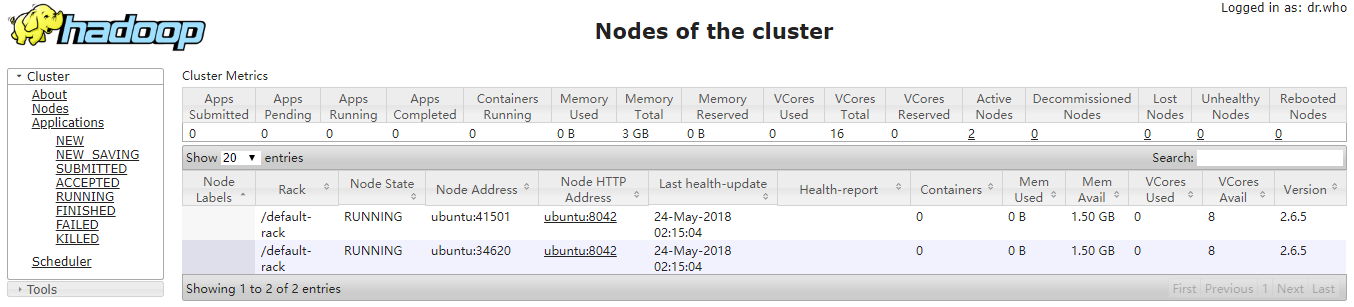 Logged in as: dr.who
hadoop
Nodes of the cluster
Cluster
About
Nodes
Applications
NEW
NEW_SAVING
SUBMITTED
ACCEPTED
RUNNING
FINISHED
FAILED
KILLED
Scheduler
Tools
Cluster Metrics
Apps Submitted Apps Pending Apps Running Apps Completed Containers Running Memory Used Memory Total Memory Reserved VCores Used VCores Total VCores Reserved Active Nodes Decommissioned Nodes Lost Nodes Unhealthy Nodes Rebooted Nodes
0 0 0 0 0 0 B 3 GB 0 B 0 16 0 2 0 0 0 0
Show 20 entries Search:
Node Labels Rack Node State Node Address Node HTTP Address Last health-update Health-report Containers Mem Used Mem Avail VCores Used VCores Avail Version
/default-rack RUNNING ubuntu:41501 ubuntu:8042 24-May-2018 02:15:04 0 0 B 1.50 GB 0 8 2.6.5
/default-rack RUNNING ubuntu:34620 ubuntu:8042 24-May-2018 02:15:04 0 0 B 1.50 GB 0 8 2.6.5
Showing 1 to 2 of 2 entries First Previous 1 Next Last